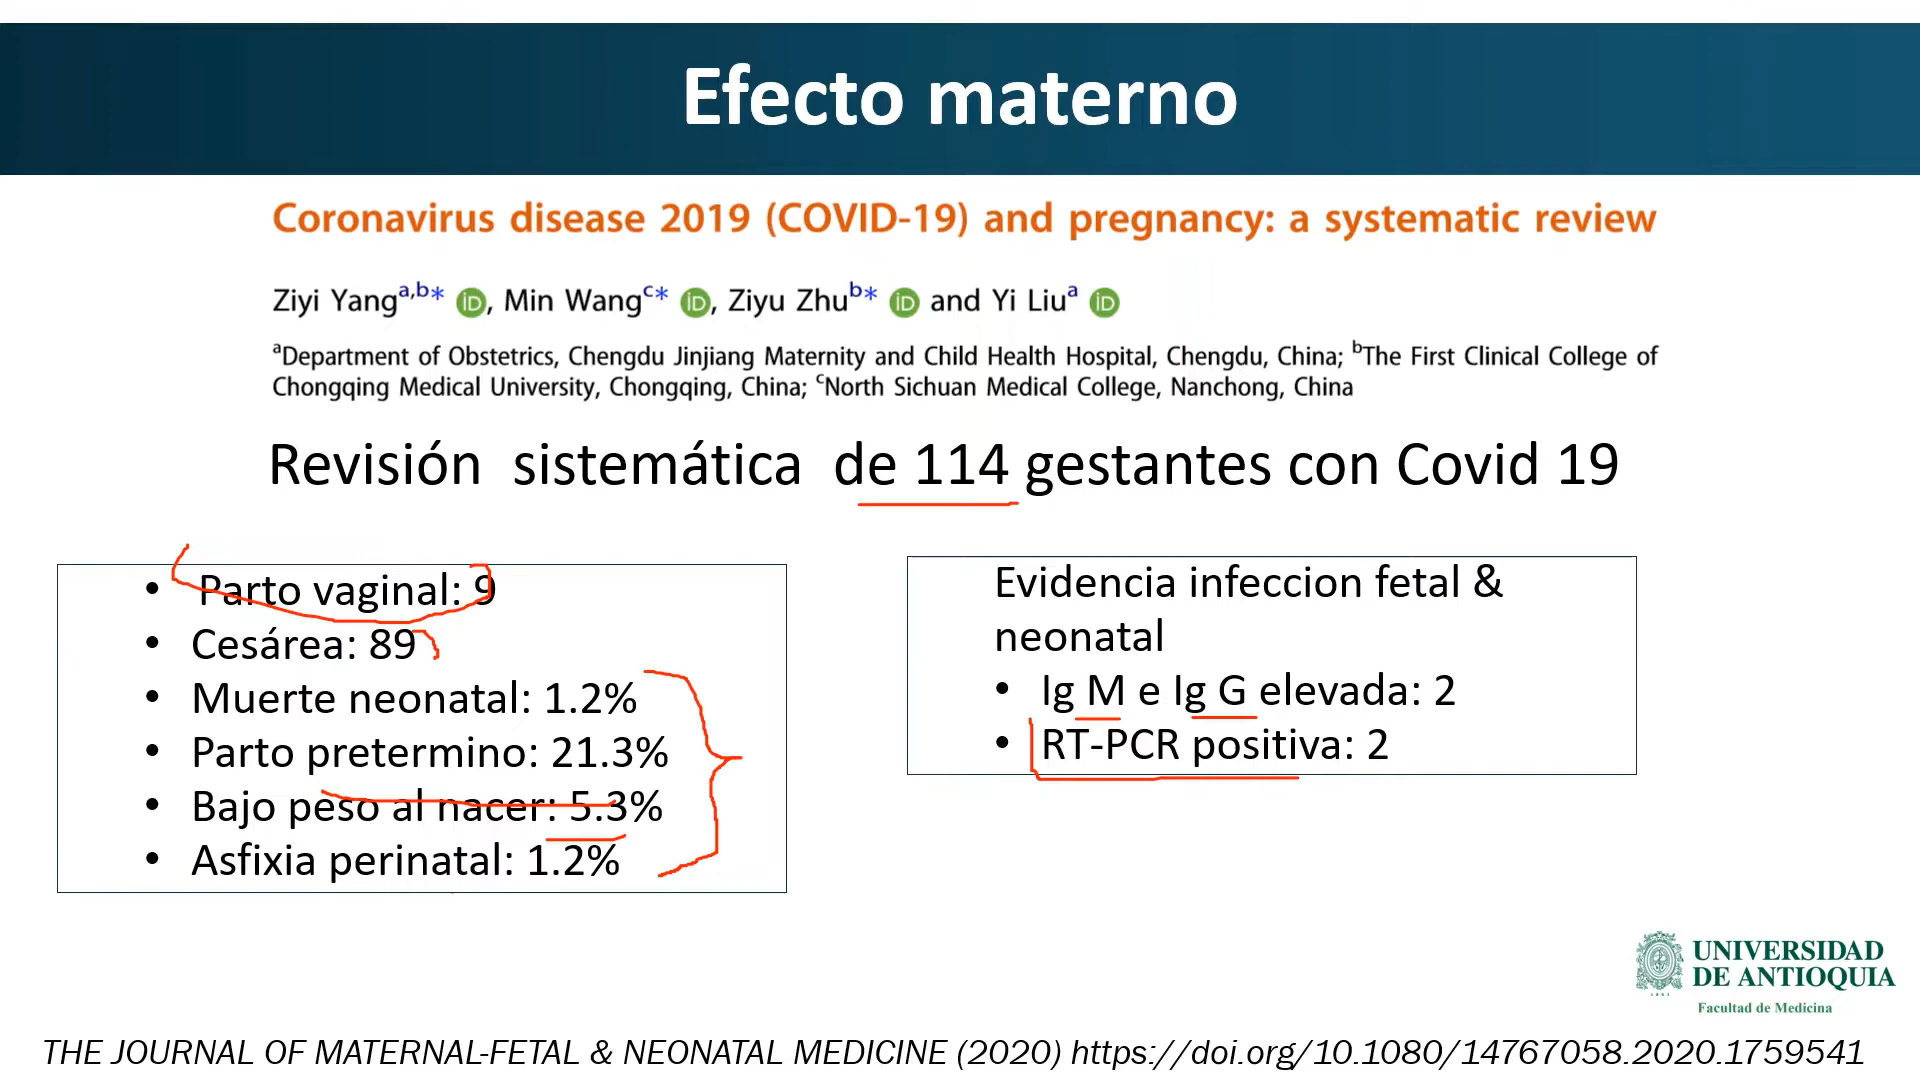 Efecto materno
Coronavirus disease 2019 (COVID-19) and pregnancy: a systematic review
Ziyi Yanga,b* iD, Min Wangc* iD, Ziyu Zhub* iD and Yi Liua iD
aDepartment of Obstetrics, Chengdu Jinjiang Maternity and Child Health Hospital, Chengdu, China; bThe First Clinical College of
Chongqing Medical University, Chongqing, China; cNorth Sichuan Medical College, Nanchong, China
Revisión sistemática de 114 gestantes con Covid 19
• Parto vaginal: 9
• Cesárea: 89
• Muerte neonatal: 1.2%
• Parto pretermino: 21.3%
• Bajo peso al nacer: 5.3%
• Asfixia perinatal: 1.2%
Evidencia infeccion fetal &
neonatal
• Ig M e Ig G elevada: 2
• RT-PCR positiva: 2
UNIVERSIDAD
DE ANTIOQUIA
Facultad de Medicina
THE JOURNAL OF MATERNAL-FETAL & NEONATAL MEDICINE (2020) https://doi.org/10.1080/14767058.2020.1759541